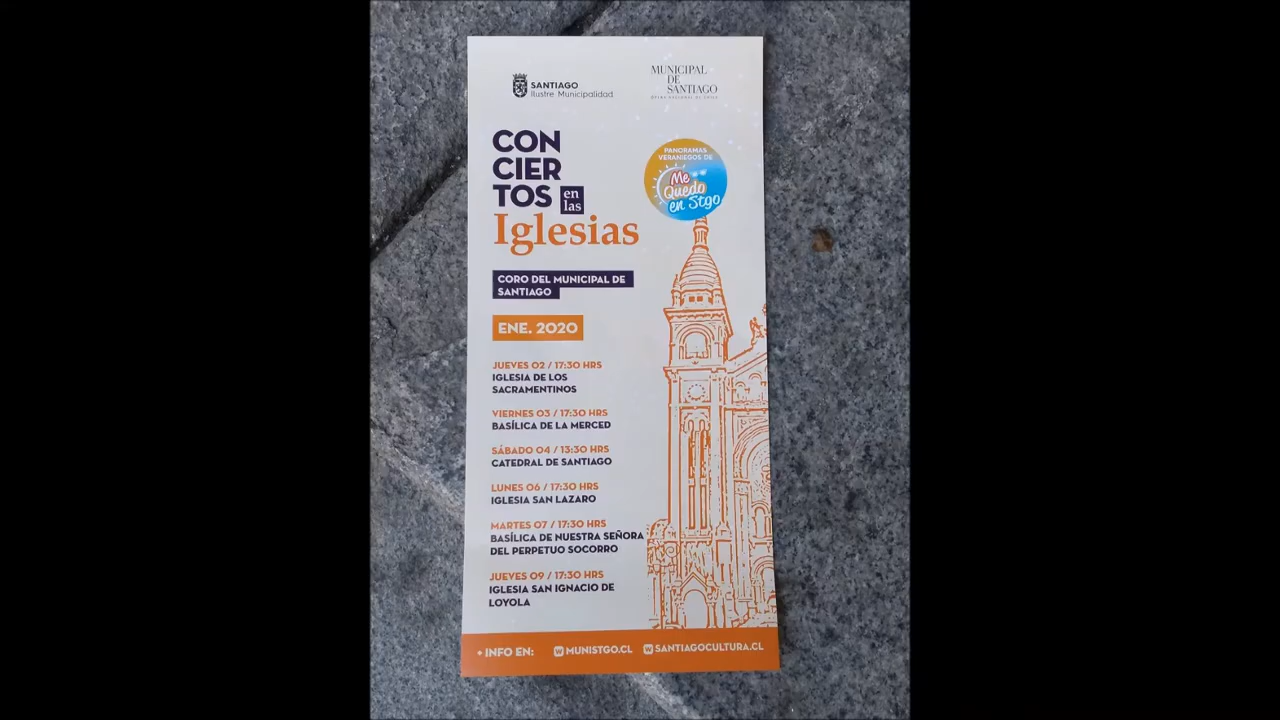 SANTIAGO
Ilustre Municipalidad
MUNICIPAL
DE
SANTIAGO
CON
CIER
TOS en
las
Iglesias
PANORAMAS
VERANIEGOS DE
Me
Quedo
en Stgo
CORO DEL MUNICIPAL DE
SANTIAGO
ENE. 2020
JUEVES 02 / 17:30 HRS
IGLESIA DE LOS
SACRAMENTINOS
VIERNES 03 / 17:30 HRS
BASÍLICA DE LA MERCED
SÁBADO 04 / 13:30 HRS
CATEDRAL DE SANTIAGO
LUNES 06 / 17:30 HRS
IGLESIA SAN LAZARO
MARTES 07 / 17:30 HRS
BASÍLICA DE NUESTRA SEÑORA
DEL PERPETUO SOCORRO
JUEVES 09 / 17:30 HRS
IGLESIA SAN IGNACIO DE
LOYOLA
+ INFO EN: W MUNISTGO.CL W SANTIAGOCULTURA.CL